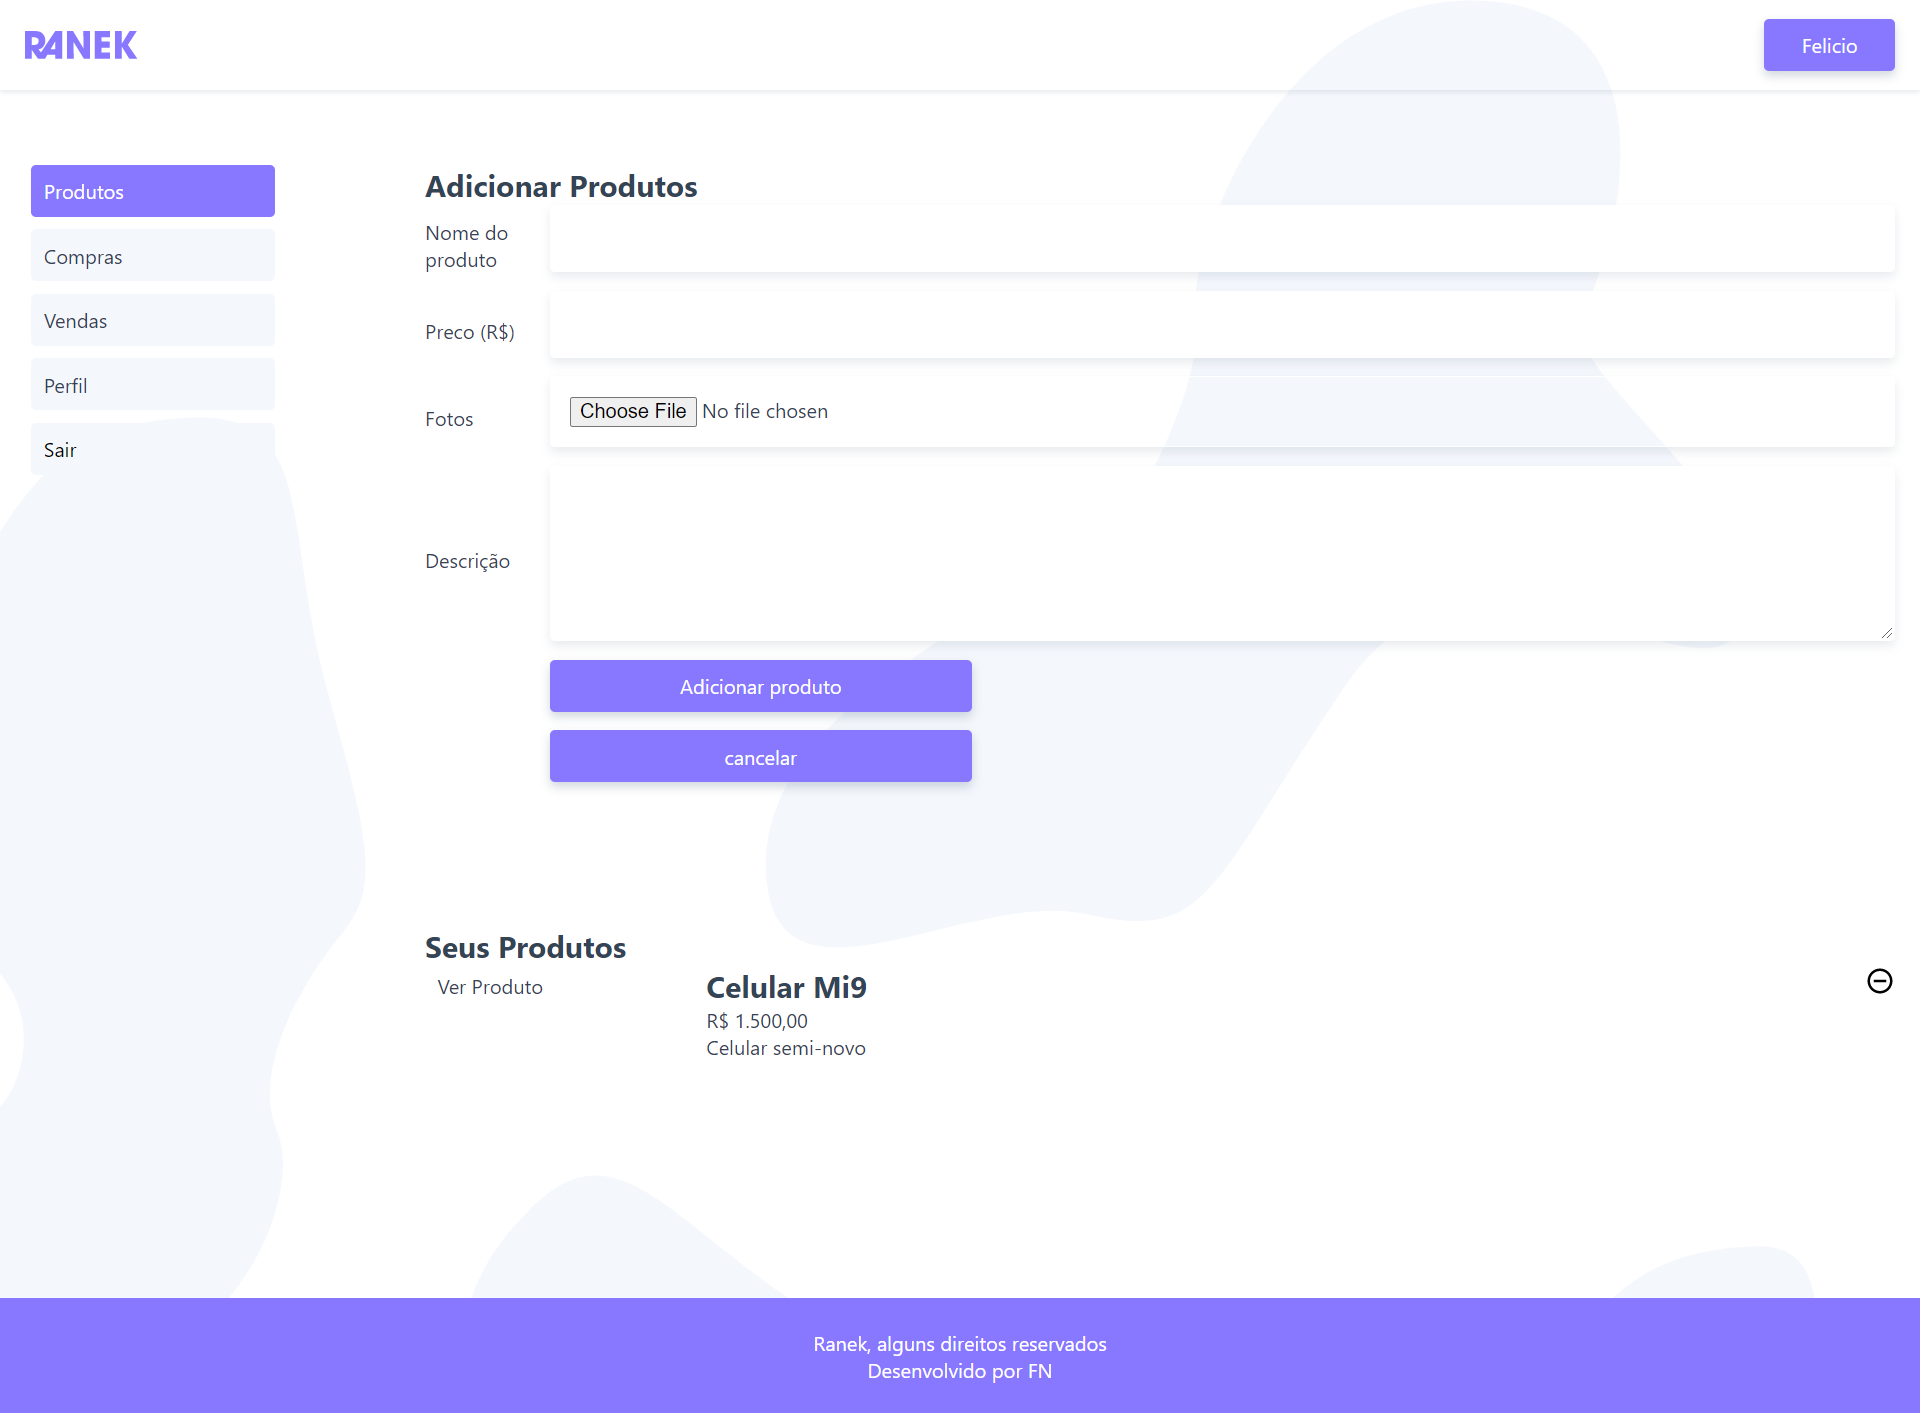 RANEK
Felicio
Produtos
Compras
Vendas
Perfil
Sair
Adicionar Produtos
Nome do
produto
Preco (R$)
Fotos
Choose File No file chosen
Descrição
Adicionar produto
cancelar
Seus Produtos
Ver Produto
Celular Mi9
R$ 1.500,00
Celular semi-novo
Ranek, alguns direitos reservados
Desenvolvido por FN